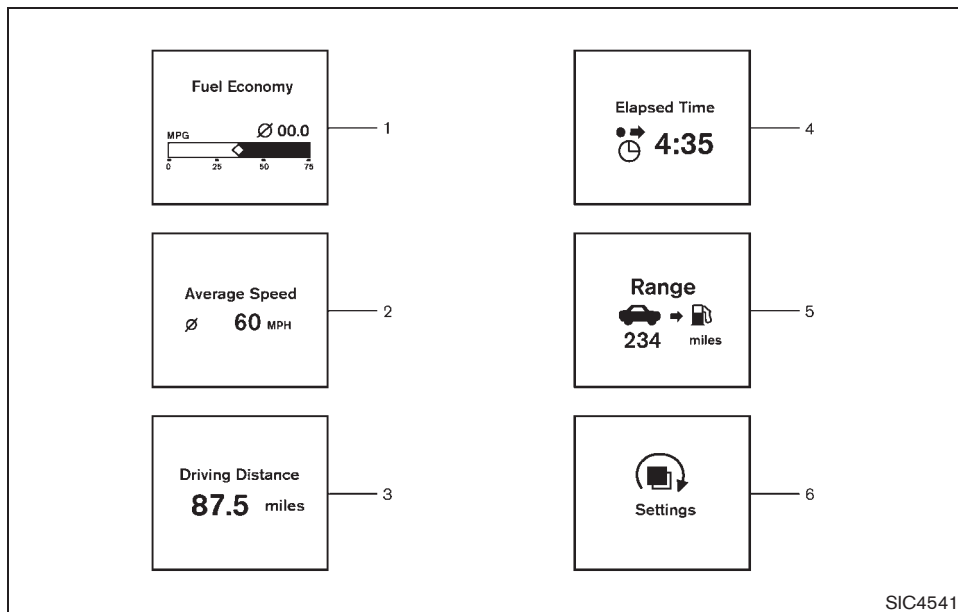 Fuel Economy
MPG
Ø 00.0
0 25 50 75
1
Average Speed
Ø 60 MPH
2
Driving Distance
87.5 miles
3
Elapsed Time
4:35
4
Range
234 miles
5
Settings
6
SIC4541